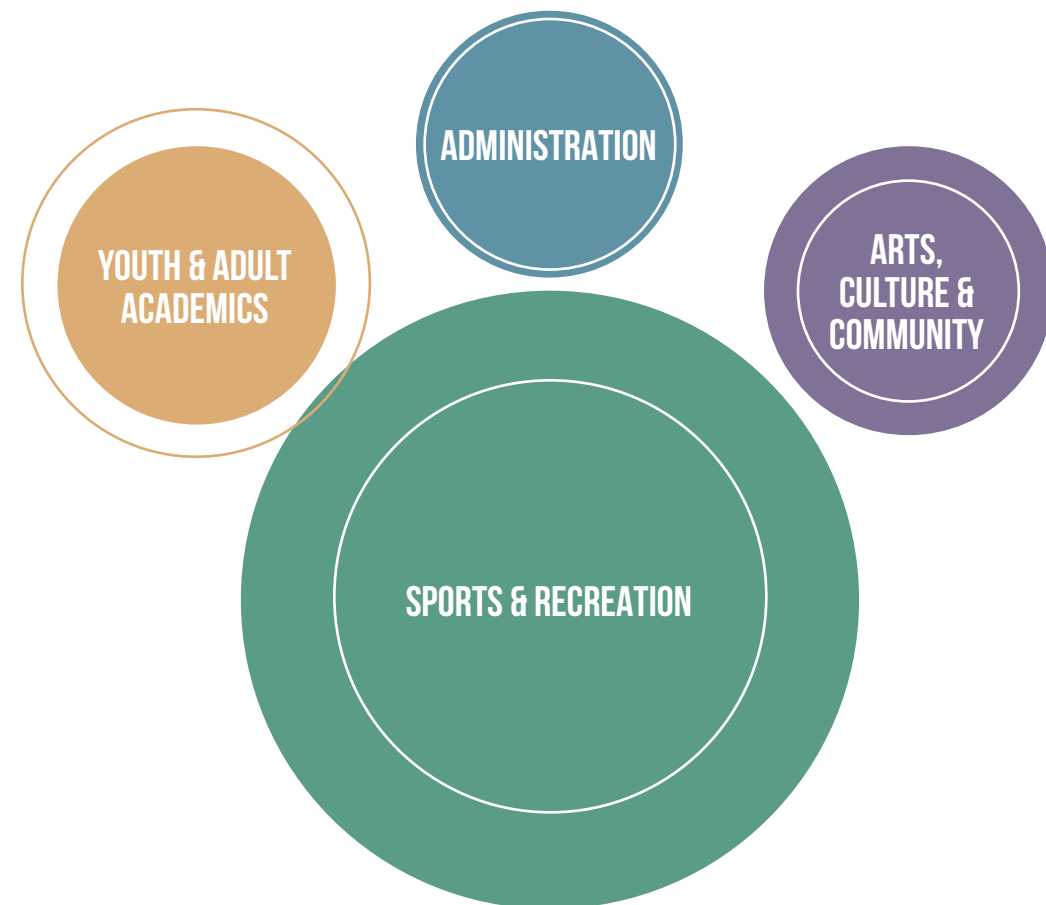 ADMINISTRATION
YOUTH & ADULT
ACADEMICS
ARTS,
CULTURE &
COMMUNITY
SPORTS & RECREATION